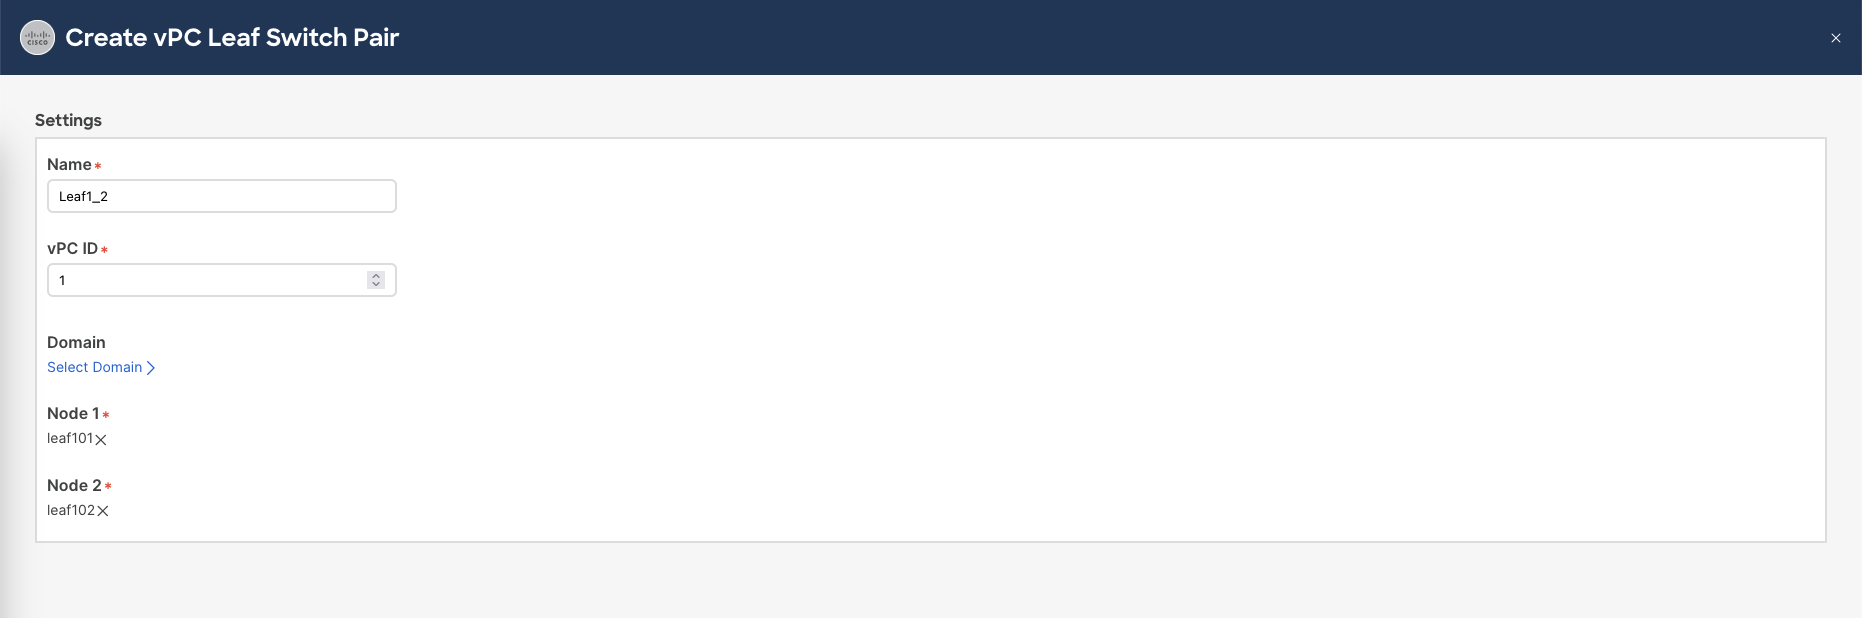 CISCO
Create vPC Leaf Switch Pair
Settings
Name*
Leaf1_2
vPC ID*
1
Domain
Select Domain
Node 1*
leaf101
Node 2*
leaf102